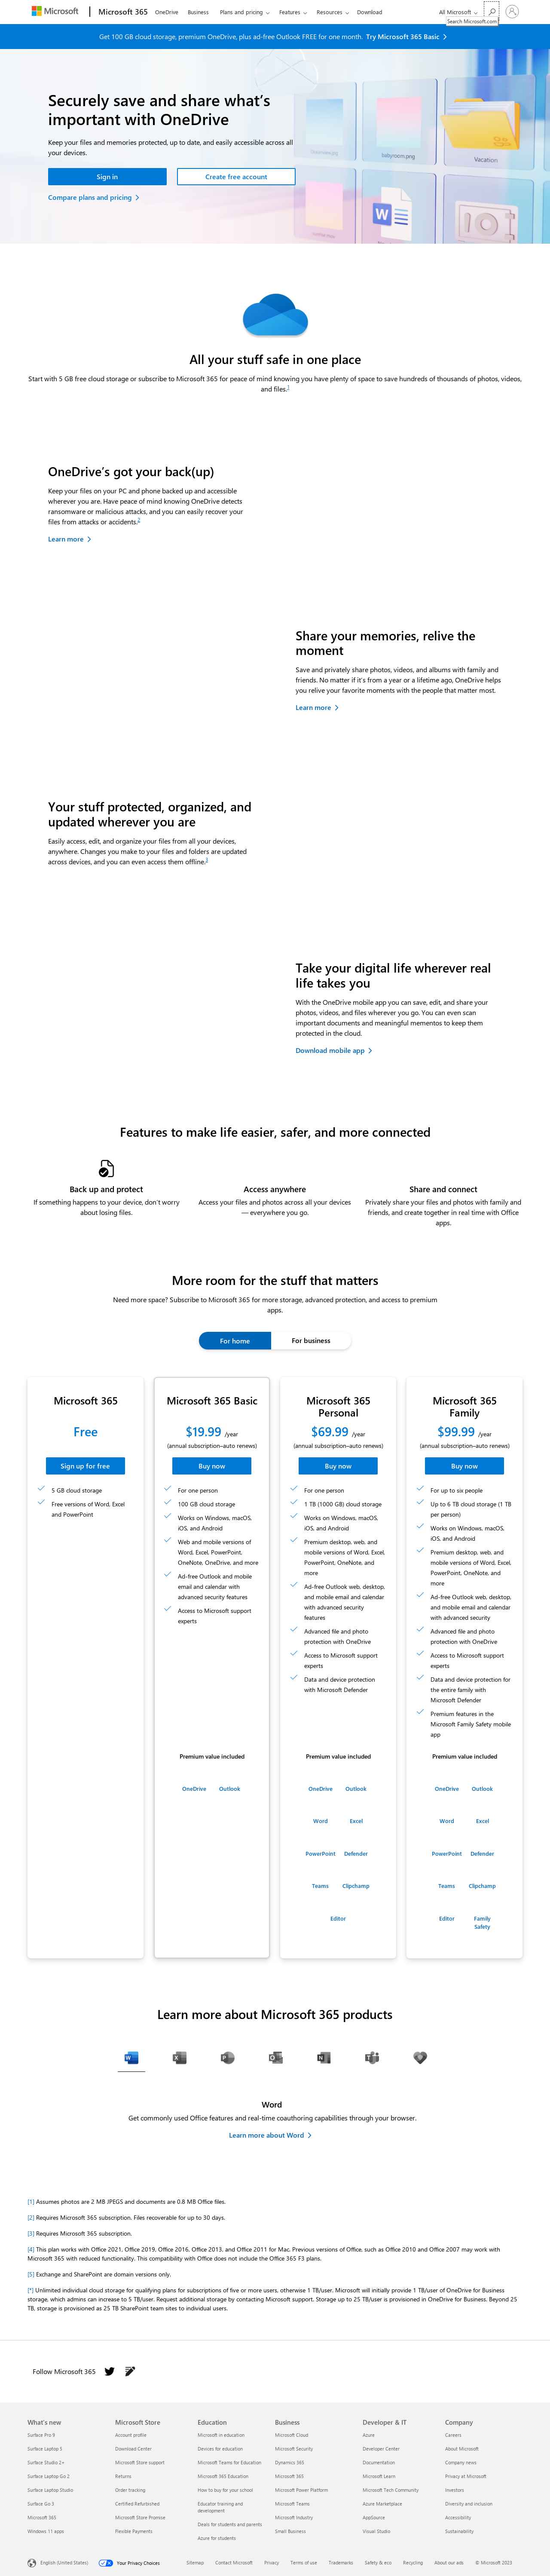 Microsoft
Microsoft 365
OneDrive
Business
Plans and pricing
Features
Resources
Download
All Microsoft
Search Microsoft.com
Get 100 GB cloud storage, premium OneDrive, plus ad-free Outlook FREE for one month. Try Microsoft 365 Basic
Securely save and share what's
important with OneDrive
Keep your files and memories protected, up to date, and easily accessible across all
your devices.
Sign in
Create free account
Compare plans and pricing
babyroom.png
Vacation
All your stuff safe in one place
Start with 5 GB free cloud storage or subscribe to Microsoft 365 for peace of mind knowing you have plenty of space to save hundreds of thousands of photos, videos,
and files.1
OneDrive's got your back(up)
Keep your files on your PC and phone backed up and accessible
wherever you are. Have peace of mind knowing OneDrive detects
ransomware or malicious attacks, and you can easily recover your
files from attacks or accidents.2
Learn more
Share your memories, relive the
moment
Save and privately share photos, videos, and albums with family and
friends. No matter if it's from a year or a lifetime ago, OneDrive helps
you relive your favorite moments with the people that matter most.
Learn more
Your stuff protected, organized, and
updated wherever you are
Easily access, edit, and organize your files from all your devices,
anywhere. Changes you make to your files and folders are updated
across devices, and you can even access them offline.3
Take your digital life wherever real
life takes you
With the OneDrive mobile app you can save, edit, and share your
photos, videos, and files wherever you go. You can even scan
important documents and meaningful mementos to keep them
protected in the cloud.
Download mobile app
Features to make life easier, safer, and more connected
Back up and protect
If something happens to your device, don't worry
about losing files.
Access anywhere
Access your files and photos across all your devices
— everywhere you go.
Share and connect
Privately share your files and photos with family and
friends, and create together in real time with Office
apps.
More room for the stuff that matters
Need more space? Subscribe to Microsoft 365 for more storage, advanced protection, and access to premium
apps.
For home
For business
Microsoft 365
Free
Sign up for free
5 GB cloud storage
Free versions of Word, Excel
and PowerPoint
Microsoft 365 Basic
$19.99 /year
(annual subscription–auto renews)
Buy now
For one person
100 GB cloud storage
Works on Windows, macOS,
iOS, and Android
Web and mobile versions of
Word, Excel, PowerPoint,
OneNote, OneDrive, and more
Ad-free Outlook and mobile
email and calendar with
advanced security features
Access to Microsoft support
experts
Premium value included
OneDrive
Outlook
Microsoft 365
Personal
$69.99 /year
(annual subscription–auto renews)
Buy now
For one person
1 TB (1000 GB) cloud storage
Works on Windows, macOS,
iOS, and Android
Premium desktop, web, and
mobile versions of Word, Excel,
PowerPoint, OneNote, and
more
Ad-free Outlook web, desktop,
and mobile email and calendar
with advanced security
features
Advanced file and photo
protection with OneDrive
Access to Microsoft support
experts
Data and device protection
with Microsoft Defender
Premium value included
OneDrive
Outlook
Word
Excel
PowerPoint
Defender
Teams
Clipchamp
Editor
Microsoft 365
Family
$99.99 /year
(annual subscription–auto renews)
Buy now
For up to six people
Up to 6 TB cloud storage (1 TB
per person)
Works on Windows, macOS,
iOS, and Android
Premium desktop, web, and
mobile versions of Word, Excel,
PowerPoint, OneNote, and
more
Ad-free Outlook web, desktop,
and mobile email and calendar
with advanced security
Advanced file and photo
protection with OneDrive
Access to Microsoft support
experts
Data and device protection for
the entire family with
Microsoft Defender
Premium features in the
Microsoft Family Safety mobile
app
Premium value included
OneDrive
Outlook
Word
Excel
PowerPoint
Defender
Teams
Clipchamp
Editor
Family
Safety
Learn more about Microsoft 365 products
Word
Get commonly used Office features and real-time coauthoring capabilities through your browser.
Learn more about Word
[1] Assumes photos are 2 MB JPEGS and documents are 0.8 MB Office files.
[2] Requires Microsoft 365 subscription. Files recoverable for up to 30 days.
[3] Requires Microsoft 365 subscription.
[4] This plan works with Office 2021, Office 2019, Office 2016, Office 2013, and Office 2011 for Mac. Previous versions of Office, such as Office 2010 and Office 2007 may work with
Microsoft 365 with reduced functionality. This compatibility with Office does not include the Office 365 F3 plans.
[5] Exchange and SharePoint are domain versions only.
[*] Unlimited individual cloud storage for qualifying plans for subscriptions of five or more users, otherwise 1 TB/user. Microsoft will initially provide 1 TB/user of OneDrive for Business
storage, which admins can increase to 5 TB/user. Request additional storage by contacting Microsoft support. Storage up to 25 TB/user is provisioned in OneDrive for Business. Beyond 25
TB, storage is provisioned as 25 TB SharePoint team sites to individual users.
Follow Microsoft 365
What's new
Surface Pro 9
Surface Laptop 5
Surface Studio 2+
Surface Laptop Go 2
Surface Laptop Studio
Surface Go 3
Microsoft 365
Windows 11 apps
Microsoft Store
Account profile
Download Center
Microsoft Store support
Returns
Order tracking
Certified Refurbished
Microsoft Store Promise
Flexible Payments
Education
Microsoft in education
Devices for education
Microsoft Teams for Education
Microsoft 365 Education
How to buy for your school
Educator training and
development
Deals for students and parents
Azure for students
Business
Microsoft Cloud
Microsoft Security
Dynamics 365
Microsoft 365
Microsoft Power Platform
Microsoft Teams
Microsoft Industry
Small Business
Developer & IT
Azure
Developer Center
Documentation
Microsoft Learn
Microsoft Tech Community
Azure Marketplace
AppSource
Visual Studio
Company
Careers
About Microsoft
Company news
Privacy at Microsoft
Investors
Diversity and inclusion
Accessibility
Sustainability
English (United States)
Your Privacy Choices
Sitemap
Contact Microsoft
Privacy
Terms of use
Trademarks
Safety & eco
Recycling
About our ads
© Microsoft 2023